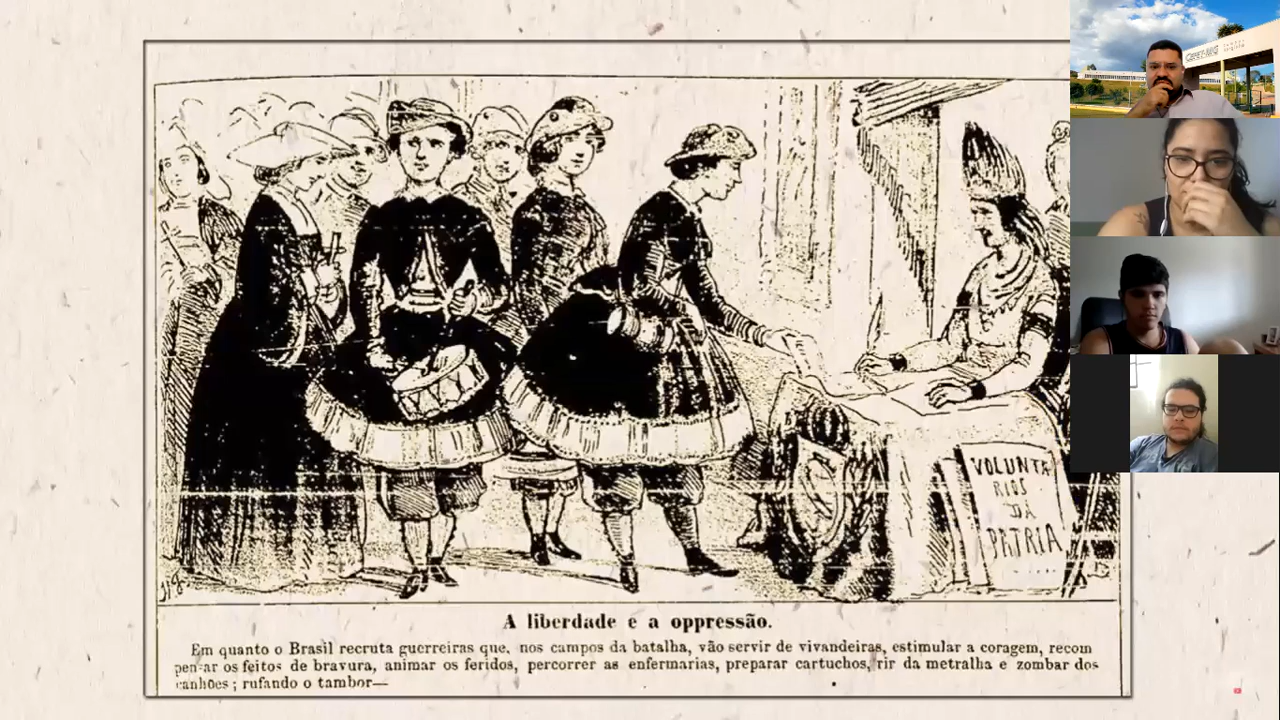 CEFET-MG
VOLUNTA
RIOS
DA
PATRIA
A liberdade e a oppressão.
Em quanto o Brasil recruta guerreiras que, nos campos da batalha, vão servir de vivandeiras, estimular a coragem, recom
pensar os feitos de bravura, animar os feridos, percorrer as enfermarias, preparar cartuchos, rir da metralha e zombar dos
canhões; rufando o tambor—